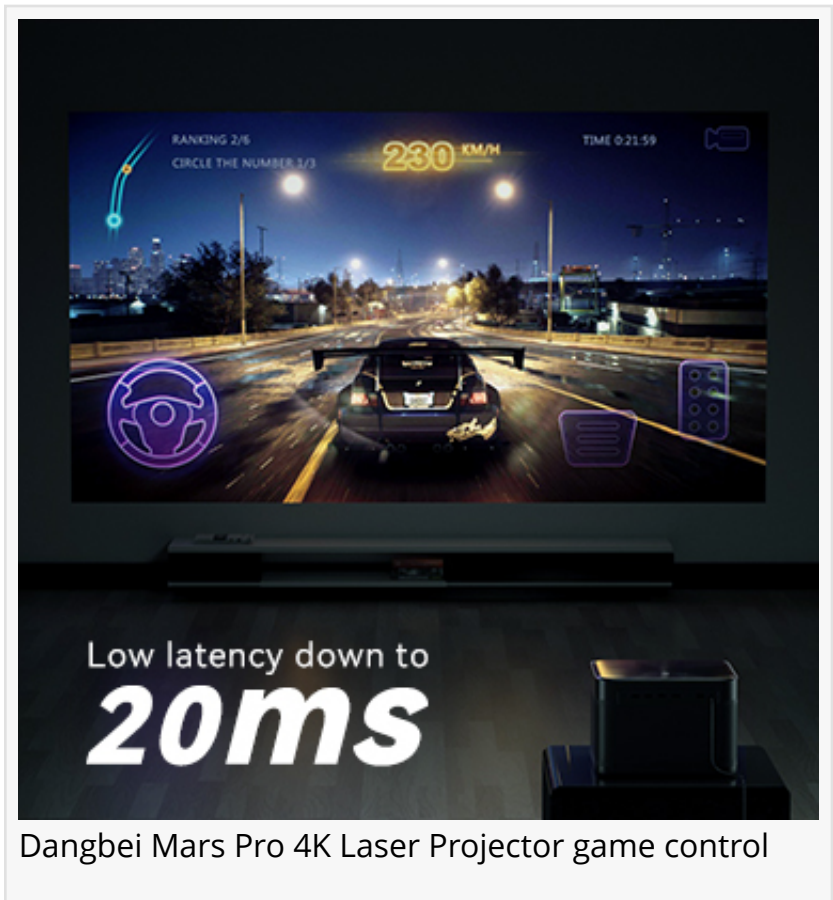 RANKING 2/6
CIRCLE THE NUMBER 1/3
230 KM/H
TIME 0:21:59
Low latency down to
20ms
Dangbei Mars Pro 4K Laser Projector game control